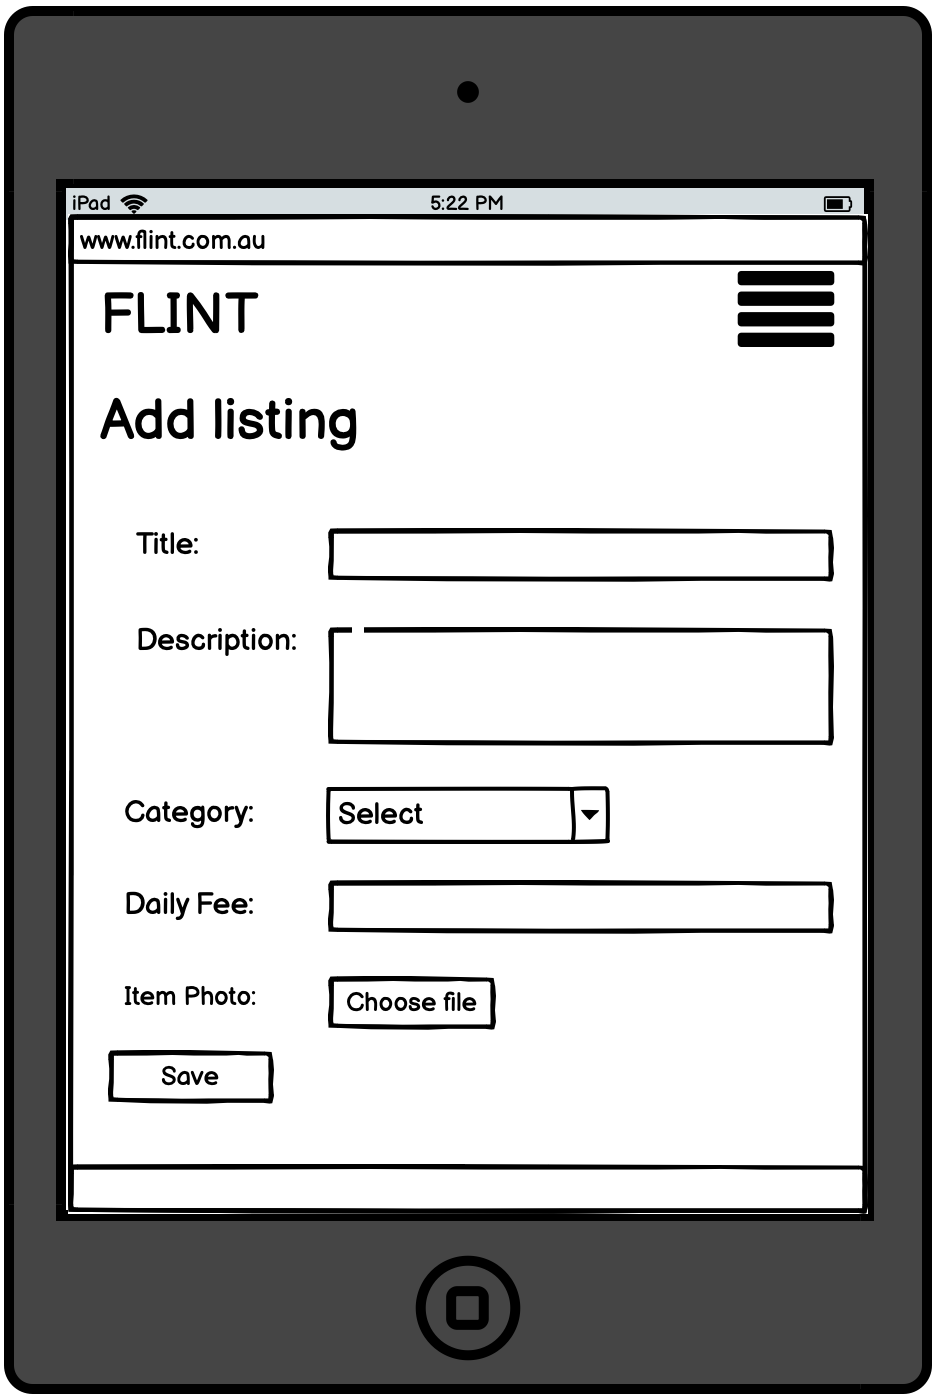 iPad 5:22 PM
www.flint.com.au
FLINT
Add listing
Title:
Description:
Category: Select
Daily Fee:
Item Photo: Choose file
Save